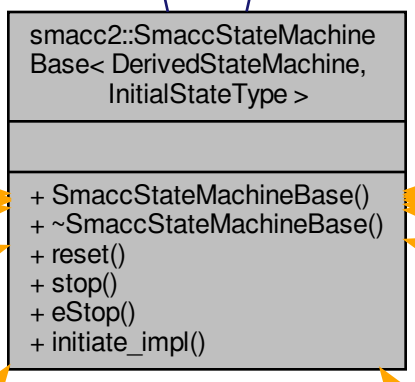 smacc2::SmaccStateMachine
Base< DerivedStateMachine,
InitialStateType >
+ SmaccStateMachineBase()
+ ~SmaccStateMachineBase()
+ reset()
+ stop()
+ eStop()
+ initiate_impl()